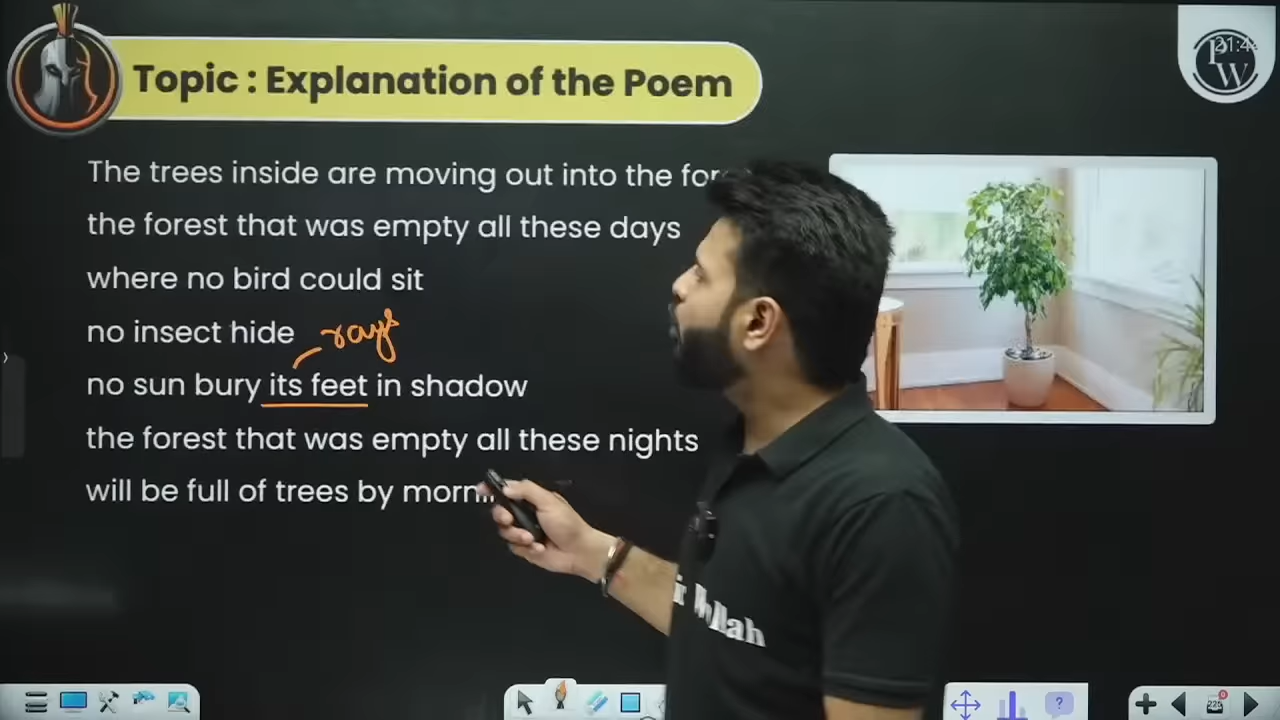 Topic : Explanation of the Poem
PW
The trees inside are moving out into the
the forest that was empty all these days
where no bird could sit
no insect hide
rays
no sun bury its feet in shadow
the forest that was empty all these nights
will be full of trees by